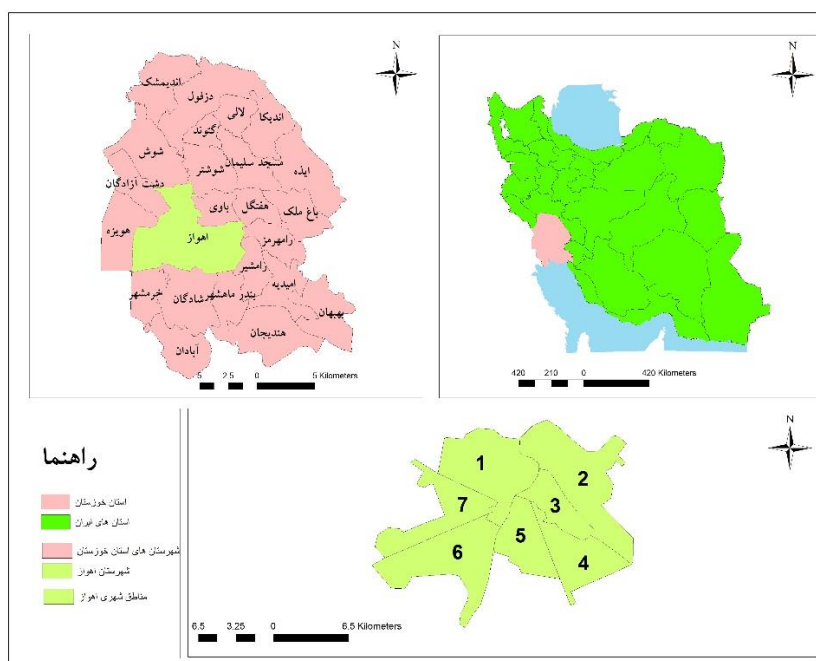 N
اندیمشک
دزفول
لالی
اندیکا
گتوند
شوش
شوشتر
مسجد سلیمان
ایذه
دشت آزادگان
باوی
هفتگل
باغ ملک
هویزه
اهواز
رامهرمز
رامشیر
امیدیه
خرمشهر
شادگان
بندر ماهشهر
بهبهان
هندیجان
آبادان
5 2.5 0 5 Kilometers
N
420 210 0 420 Kilometers
راهنما
استان خوزستان
استان های ایران
شهرستان های استان خوزستان
شهرستان اهواز
مناطق شهری اهواز
N
1
2
7
3
5
6
4
6.5 3.25 0 6.5 Kilometers